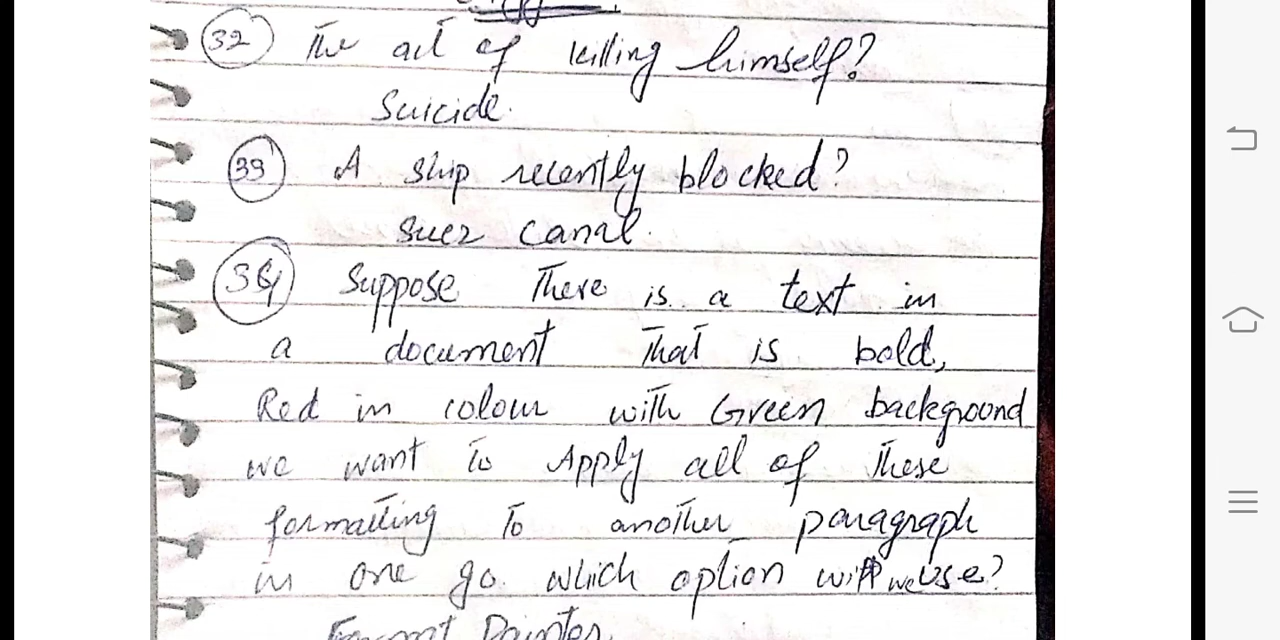 32 The act of killing himself?
Suicide.
33 A ship recently blocked?
Suez canal.
34 Suppose There is a text in
a document That is bold,
Red in colour with Green background
we want to Apply all of These
formatting To another paragraph
in one go. which option will we use?
Format Painter.